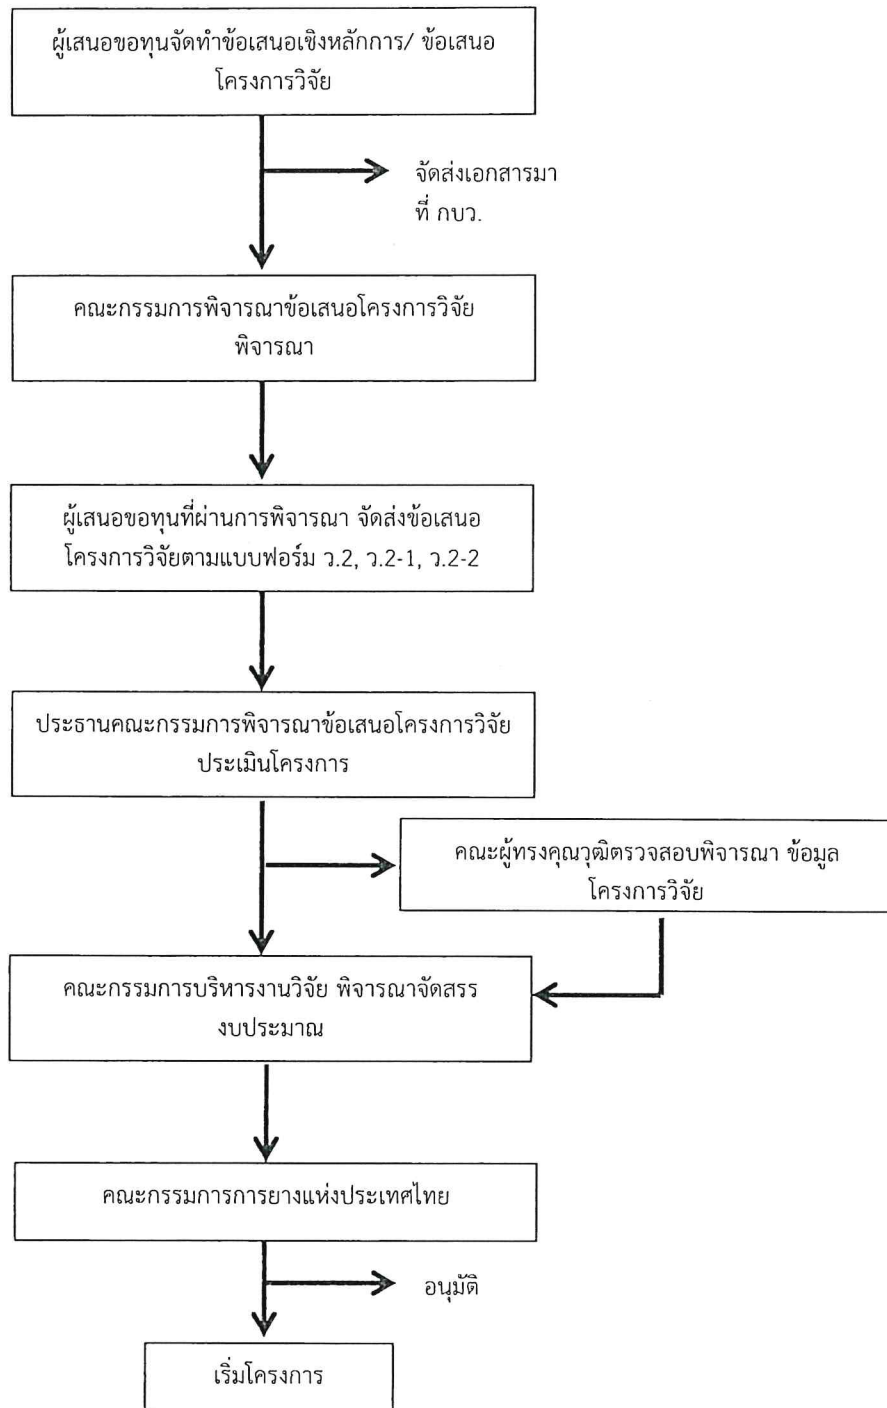 ผู้เสนอขอทุนจัดทำข้อเสนอเชิงหลักการ/ ข้อเสนอ
โครงการวิจัย
จัดส่งเอกสารมา
ที่ กบว.
คณะกรรมการพิจารณาข้อเสนอโครงการวิจัย
พิจารณา
ผู้เสนอขอทุนที่ผ่านการพิจารณา จัดส่งข้อเสนอ
โครงการวิจัยตามแบบฟอร์ม ว.2, ว.2-1, ว.2-2
ประธานคณะกรรมการพิจารณาข้อเสนอโครงการวิจัย
ประเมินโครงการ
คณะผู้ทรงคุณวุฒิตรวจสอบพิจารณา ข้อมูล
โครงการวิจัย
คณะกรรมการบริหารงานวิจัย พิจารณาจัดสรร
งบประมาณ
คณะกรรมการการยางแห่งประเทศไทย
อนุมัติ
เริ่มโครงการ